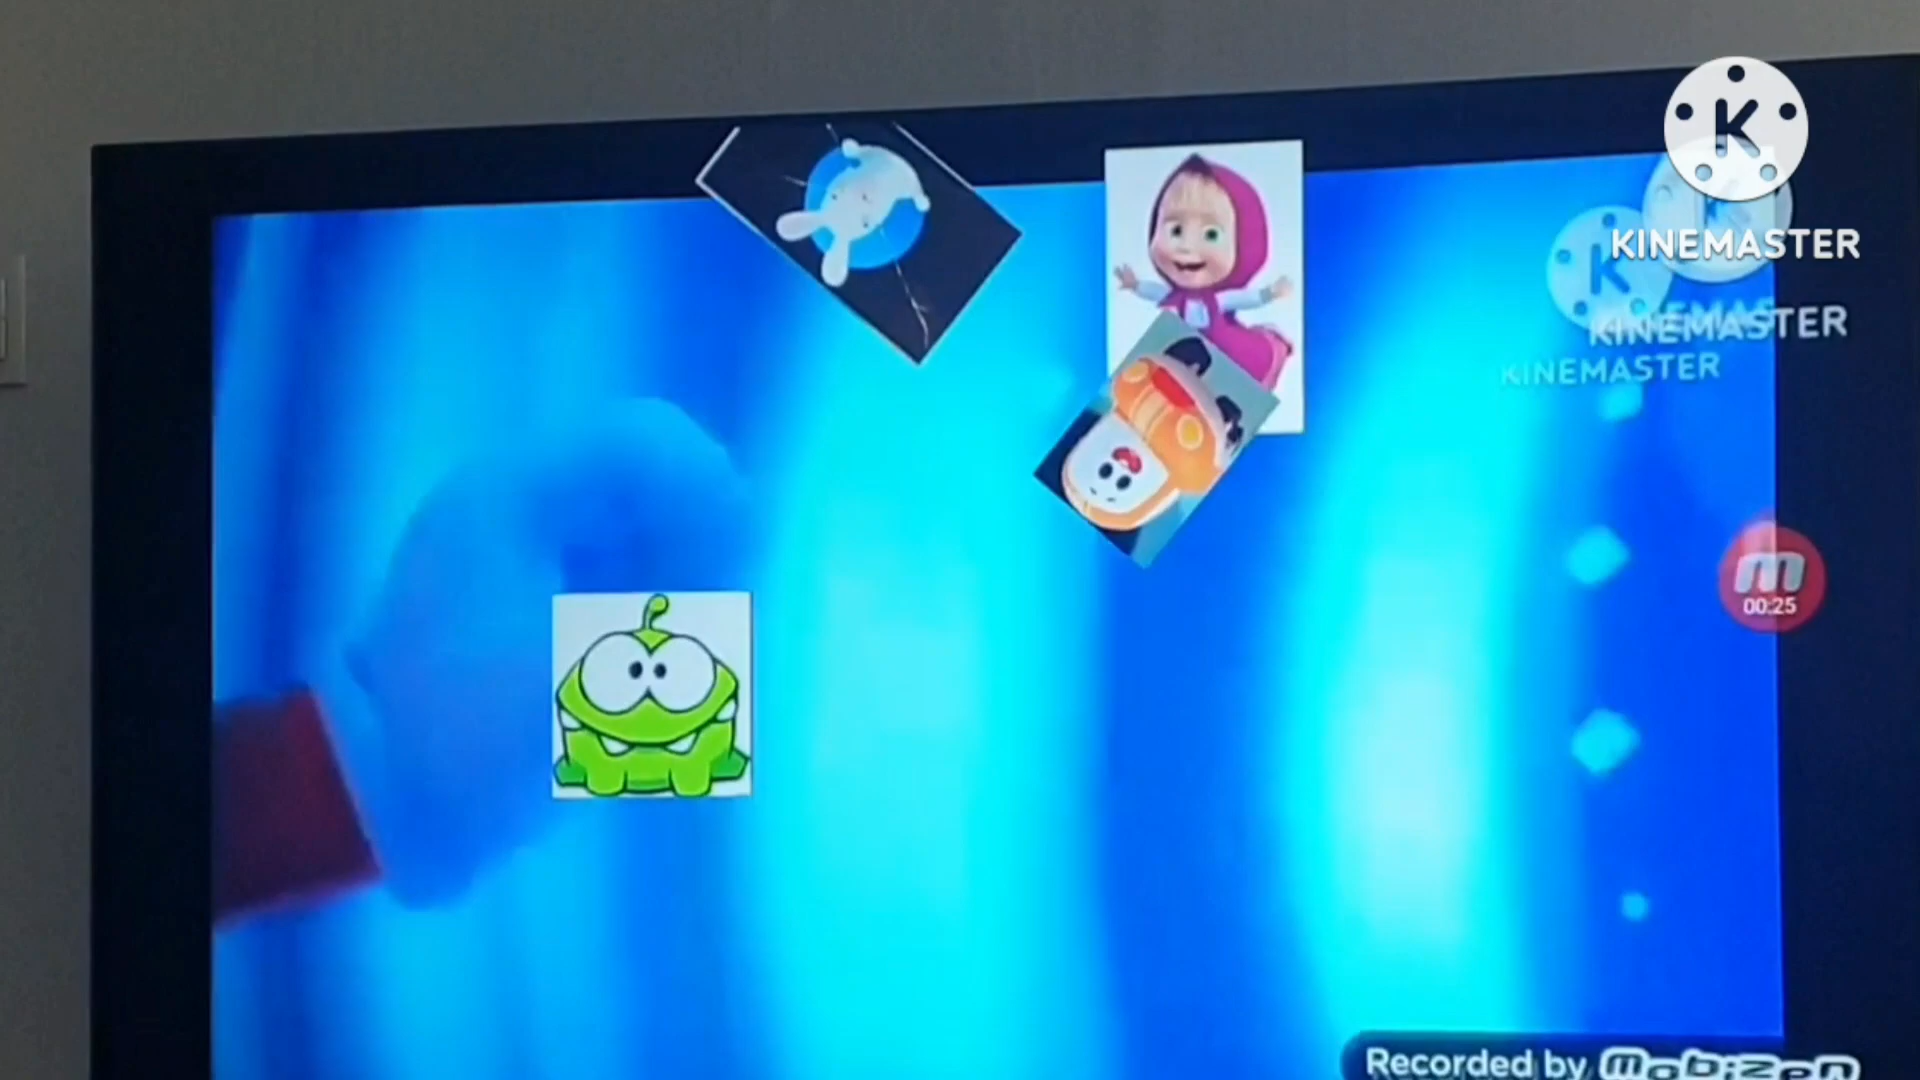 K
KINEMASTER
K
KINEMASTER
KINEMASTER
m
00:25
Recorded by mobizen